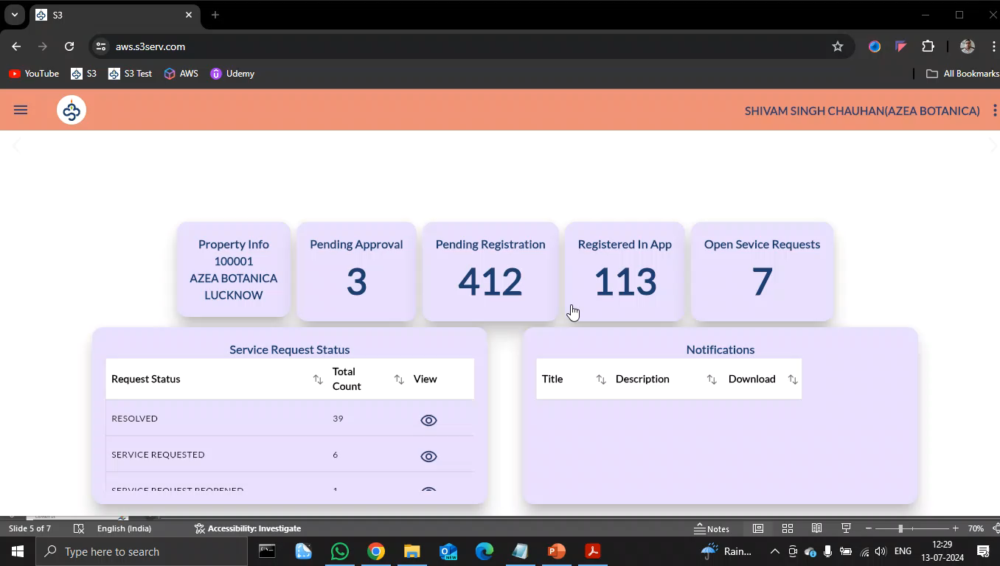 S3
aws.s3serv.com
YouTube S3 S3 Test AWS Udemy All Bookmarks
SHIVAM SINGH CHAUHAN(AZEA BOTANICA)
Property Info
100001
AZEA BOTANICA
LUCKNOW
Pending Approval
3
Pending Registration
412
Registered In App
113
Open Sevice Requests
7
Service Request Status
Request Status Total Count View
RESOLVED 39
SERVICE REQUESTED 6
SERVICE REQUEST REOPENED 1
Notifications
Title Description Download
Slide 5 of 7 English (India) Accessibility: Investigate Notes 70%
Type here to search Rain... ENG 12:29
13-07-2024